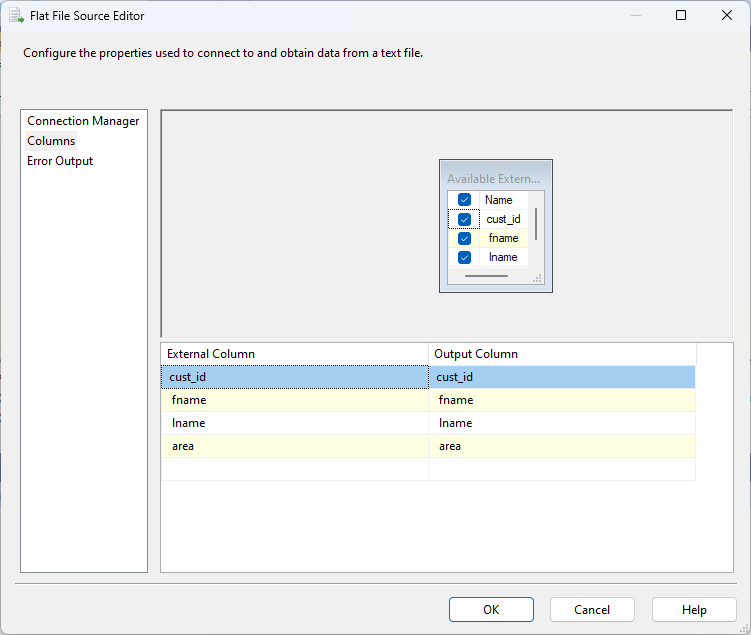 Flat File Source Editor
Configure the properties used to connect to and obtain data from a text file.
Connection Manager
Columns
Error Output
Available Extern...
Name
cust_id
fname
lname
External Column Output Column
cust_id cust_id
fname fname
lname lname
area area
OK Cancel Help